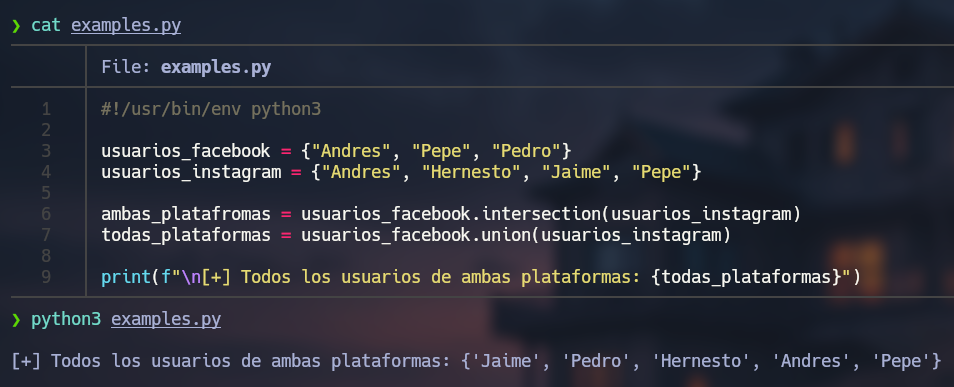 ❯ cat examples.py
File: examples.py
1 #!/usr/bin/env python3
2
3 usuarios_facebook = {"Andres", "Pepe", "Pedro"}
4 usuarios_instagram = {"Andres", "Hernesto", "Jaime", "Pepe"}
5
6 ambas_platafromas = usuarios_facebook.intersection(usuarios_instagram)
7 todas_plataformas = usuarios_facebook.union(usuarios_instagram)
8
9 print(f"\n[+] Todos los usuarios de ambas plataformas: {todas_plataformas}")
❯ python3 examples.py
[+] Todos los usuarios de ambas plataformas: {'Jaime', 'Pedro', 'Hernesto', 'Andres', 'Pepe'}